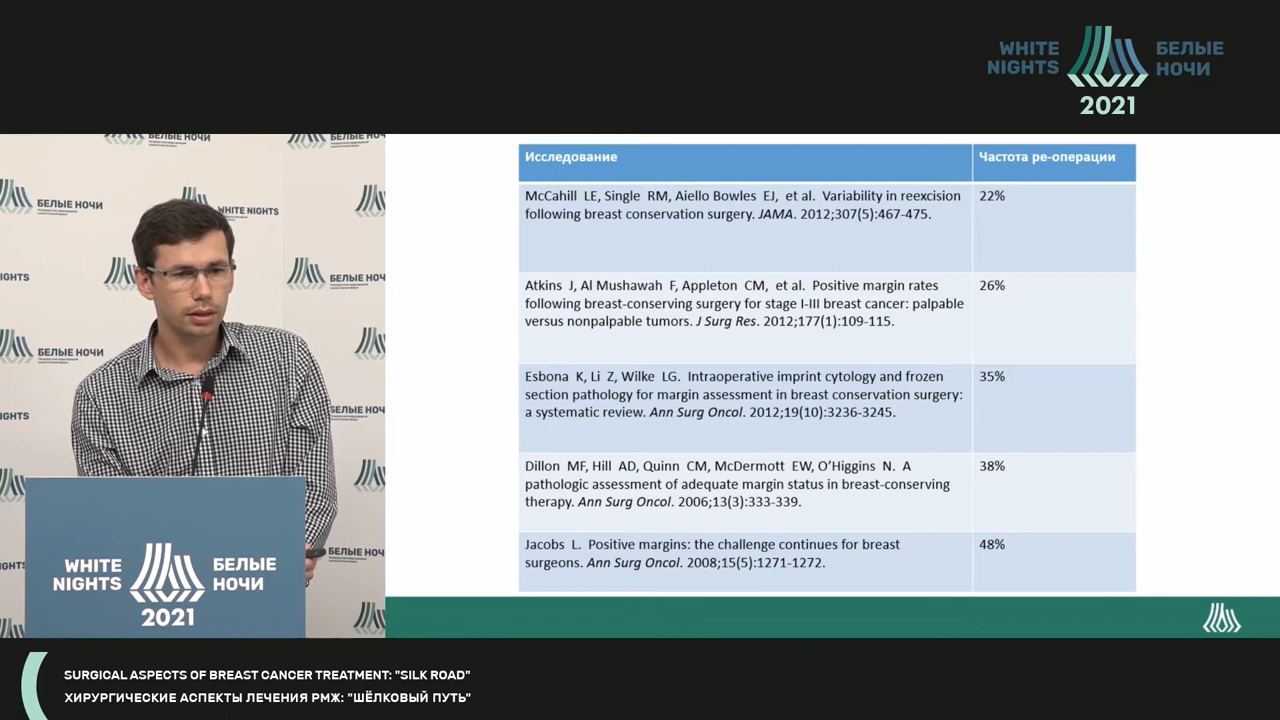 WHITE
NIGHTS
БЕЛЫЕ
НОЧИ
2021
Исследование
Частота ре-операции
McCahill LE, Single RM, Aiello Bowles EJ, et al. Variability in reexcision
following breast conservation surgery. JAMA. 2012;307(5):467-475.
22%
Atkins J, Al Mushawah F, Appleton CM, et al. Positive margin rates
following breast-conserving surgery for stage I-III breast cancer: palpable
versus nonpalpable tumors. J Surg Res. 2012;177(1):109-115.
26%
Esbona K, Li Z, Wilke LG. Intraoperative imprint cytology and frozen
section pathology for margin assessment in breast conservation surgery:
a systematic review. Ann Surg Oncol. 2012;19(10):3236-3245.
35%
Dillon MF, Hill AD, Quinn CM, McDermott EW, O'Higgins N. A
pathologic assessment of adequate margin status in breast-conserving
therapy. Ann Surg Oncol. 2006;13(3):333-339.
38%
Jacobs L. Positive margins: the challenge continues for breast
surgeons. Ann Surg Oncol. 2008;15(5):1271-1272.
48%
БЕЛЫЕ НОЧИ
WHITE NIGHTS
БЕЛЫЕ НОЧИ
БЕЛЫЕ НОЧИ
WHITE
NIGHTS
БЕЛЫЕ
НОЧИ
2021
SURGICAL ASPECTS OF BREAST CANCER TREATMENT: "SILK ROAD"
ХИРУРГИЧЕСКИЕ АСПЕКТЫ ЛЕЧЕНИЯ РМЖ: "ШЁЛКОВЫЙ ПУТЬ"